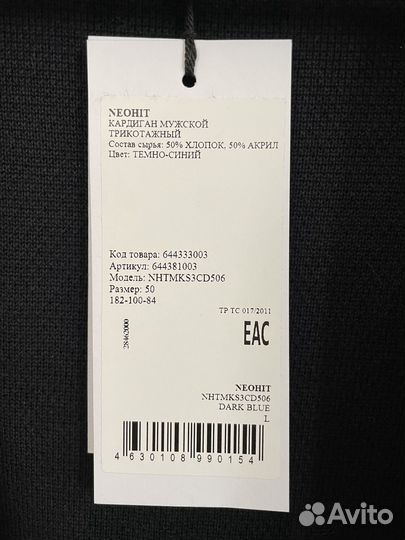 NEOHIT
КАРДИГАН МУЖСКОЙ
ТРИКОТАЖНЫЙ
Состав сырья: 50% ХЛОПОК, 50% АКРИЛ
Цвет: ТЕМНО-СИНИЙ
Код товара: 644333003
Артикул: 644381003
Модель: NHTMKS3CD506
Размер: 50
182-100-84
ТР ТС 017/2011
28462000
EAC
NEOHIT
NHTMKS3CD506
DARK BLUE
L
4 630108 990154
Avito